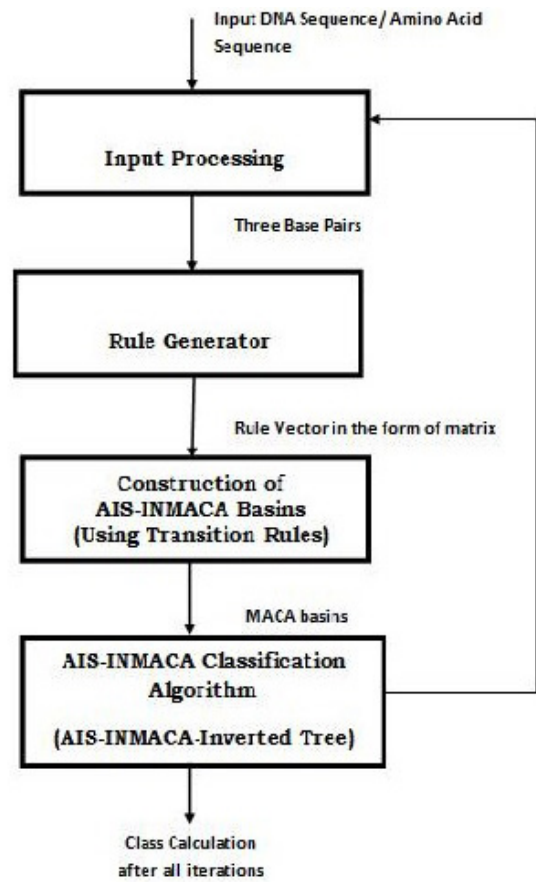 Input DNA Sequence/ Amino Acid
Sequence
Input Processing
Three Base Pairs
Rule Generator
Rule Vector in the form of matrix
Construction of
AIS-INMACA Basins
(Using Transition Rules)
MACA basins
AIS-INMACA Classification
Algorithm
(AIS-INMACA-Inverted Tree)
Class Calculation
after all iterations